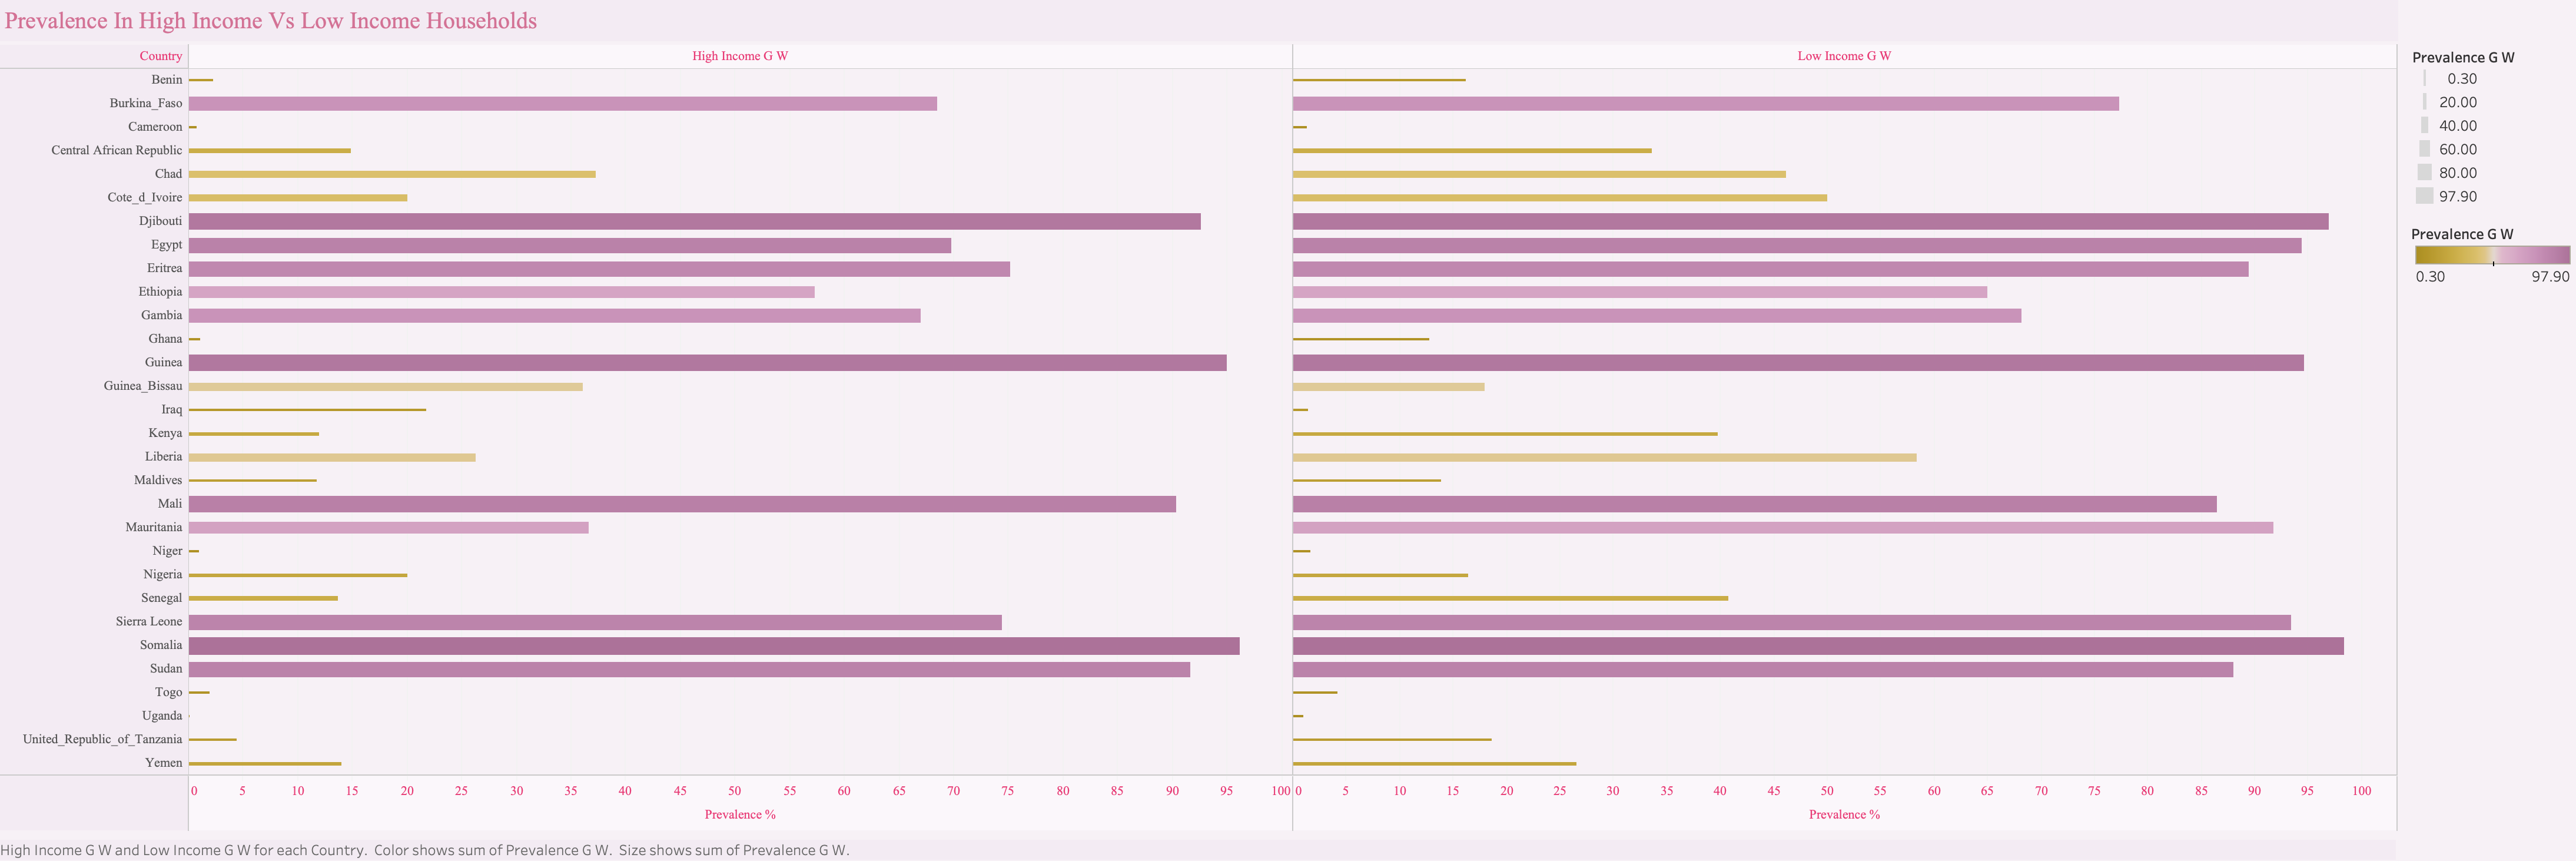 Prevalence In High Income Vs Low Income Households
Country High Income G W Low Income G W
Benin
Burkina_Faso
Cameroon
Central African Republic
Chad
Cote_d_Ivoire
Djibouti
Egypt
Eritrea
Ethiopia
Gambia
Ghana
Guinea
Guinea_Bissau
Iraq
Kenya
Liberia
Maldives
Mali
Mauritania
Niger
Nigeria
Senegal
Sierra Leone
Somalia
Sudan
Togo
Uganda
United_Republic_of_Tanzania
Yemen
0 5 10 15 20 25 30 35 40 45 50 55 60 65 70 75 80 85 90 95 100 0 5 10 15 20 25 30 35 40 45 50 55 60 65 70 75 80 85 90 95 100
Prevalence % Prevalence %
High Income G W and Low Income G W for each Country. Color shows sum of Prevalence G W. Size shows sum of Prevalence G W.
Prevalence G W
0.30
20.00
40.00
60.00
80.00
97.90
Prevalence G W
0.30 97.90